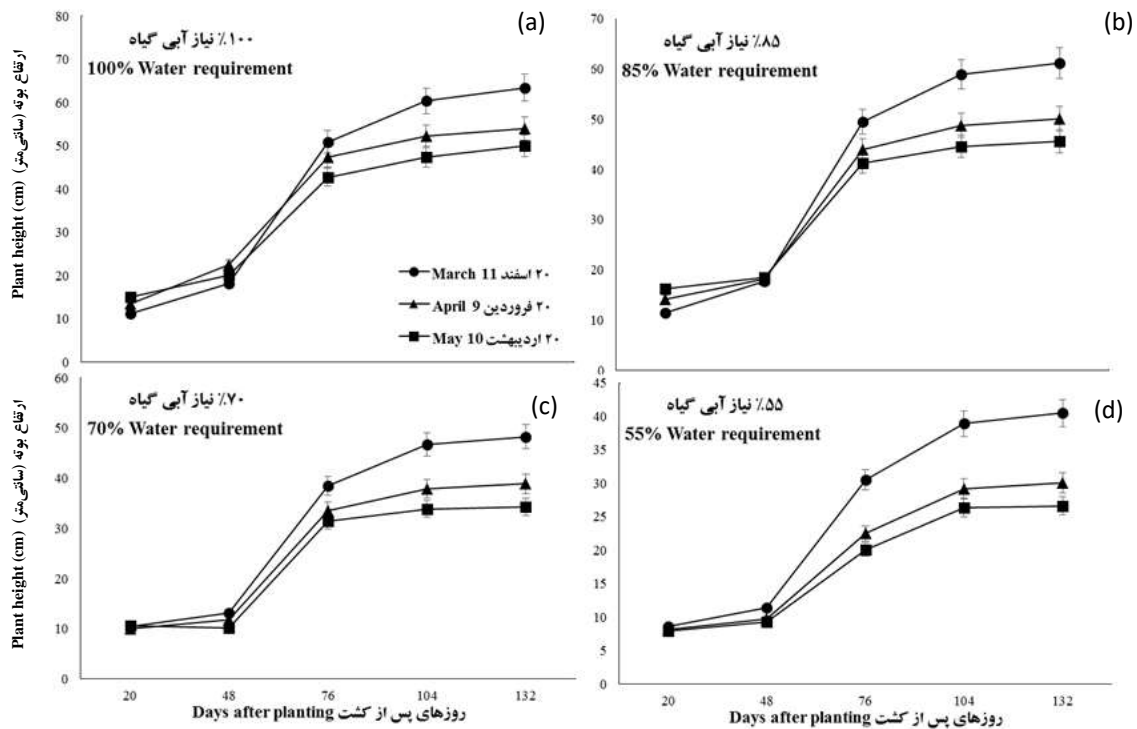 (a)
۱۰۰٪ نیاز آبی گیاه
100% Water requirement
ارتفاع بوته (سانتی‌متر)
Plant height (cm)
80
70
60
50
40
30
20
10
0
۲۰ اسفند March 11
۲۰ فروردین April 9
۲۰ اردیبهشت May 10
(b)
۸۵٪ نیاز آبی گیاه
85% Water requirement
70
60
50
40
30
20
10
0
(c)
۷۰٪ نیاز آبی گیاه
70% Water requirement
ارتفاع بوته (سانتی‌متر)
Plant height (cm)
60
50
40
30
20
10
0
20 48 76 104 132
روزهای پس از کشت Days after planting
(d)
۵۵٪ نیاز آبی گیاه
55% Water requirement
45
40
35
30
25
20
15
10
5
0
20 48 76 104 132
روزهای پس از کشت Days after planting